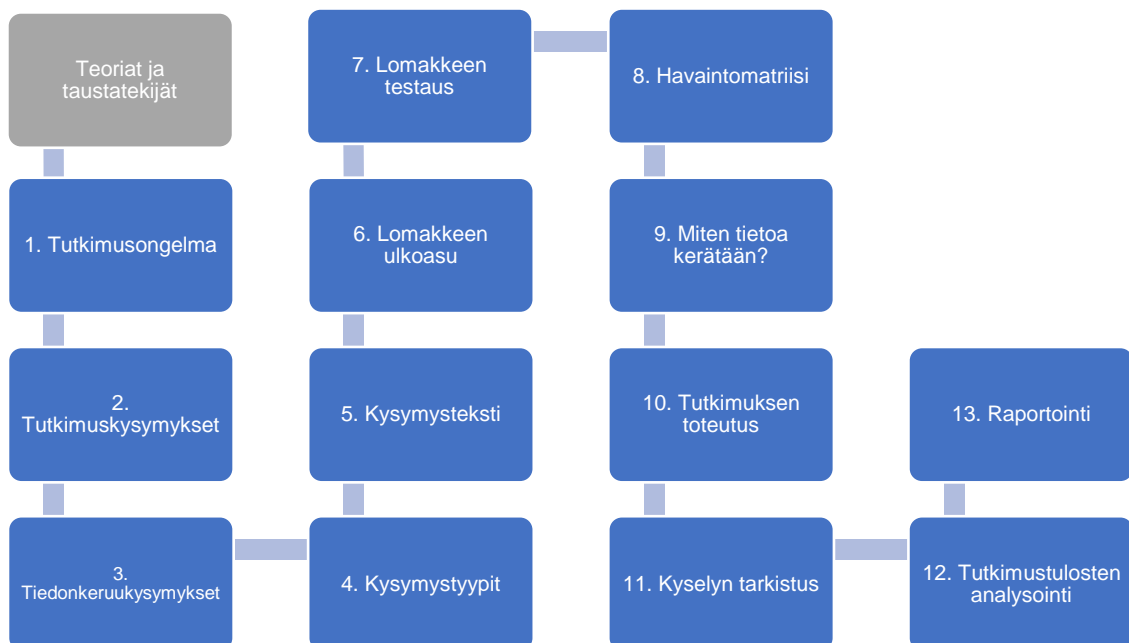 Teoriat ja
taustatekijät
1. Tutkimusongelma
2.
Tutkimuskysymykset
3.
Tiedonkeruukysymykset
4. Kysymystyypit
5. Kysymysteksti
6. Lomakkeen
ulkoasu
7. Lomakkeen
testaus
8. Havaintomatriisi
9. Miten tietoa
kerätään?
10. Tutkimuksen
toteutus
11. Kyselyn tarkistus
12. Tutkimustulosten
analysointi
13. Raportointi